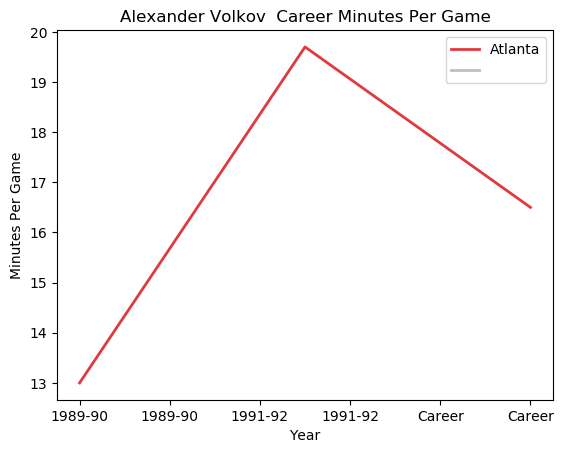 Alexander Volkov  Career Minutes Per Game
Atlanta
20
19
18
17
16
15
14
13
Minutes Per Game
1989-90 1989-90 1991-92 1991-92 Career Career
Year